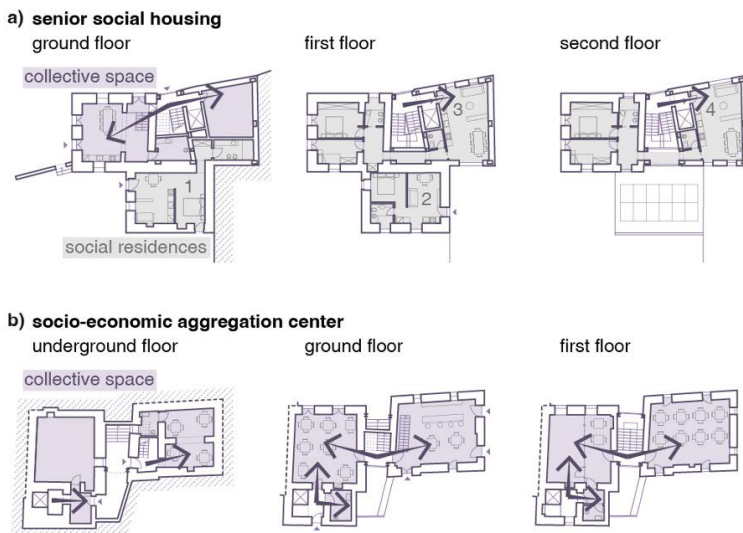 a) senior social housing
ground floor
first floor
second floor
collective space
3
4
1
2
social residences
b) socio-economic aggregation center
underground floor
ground floor
first floor
collective space